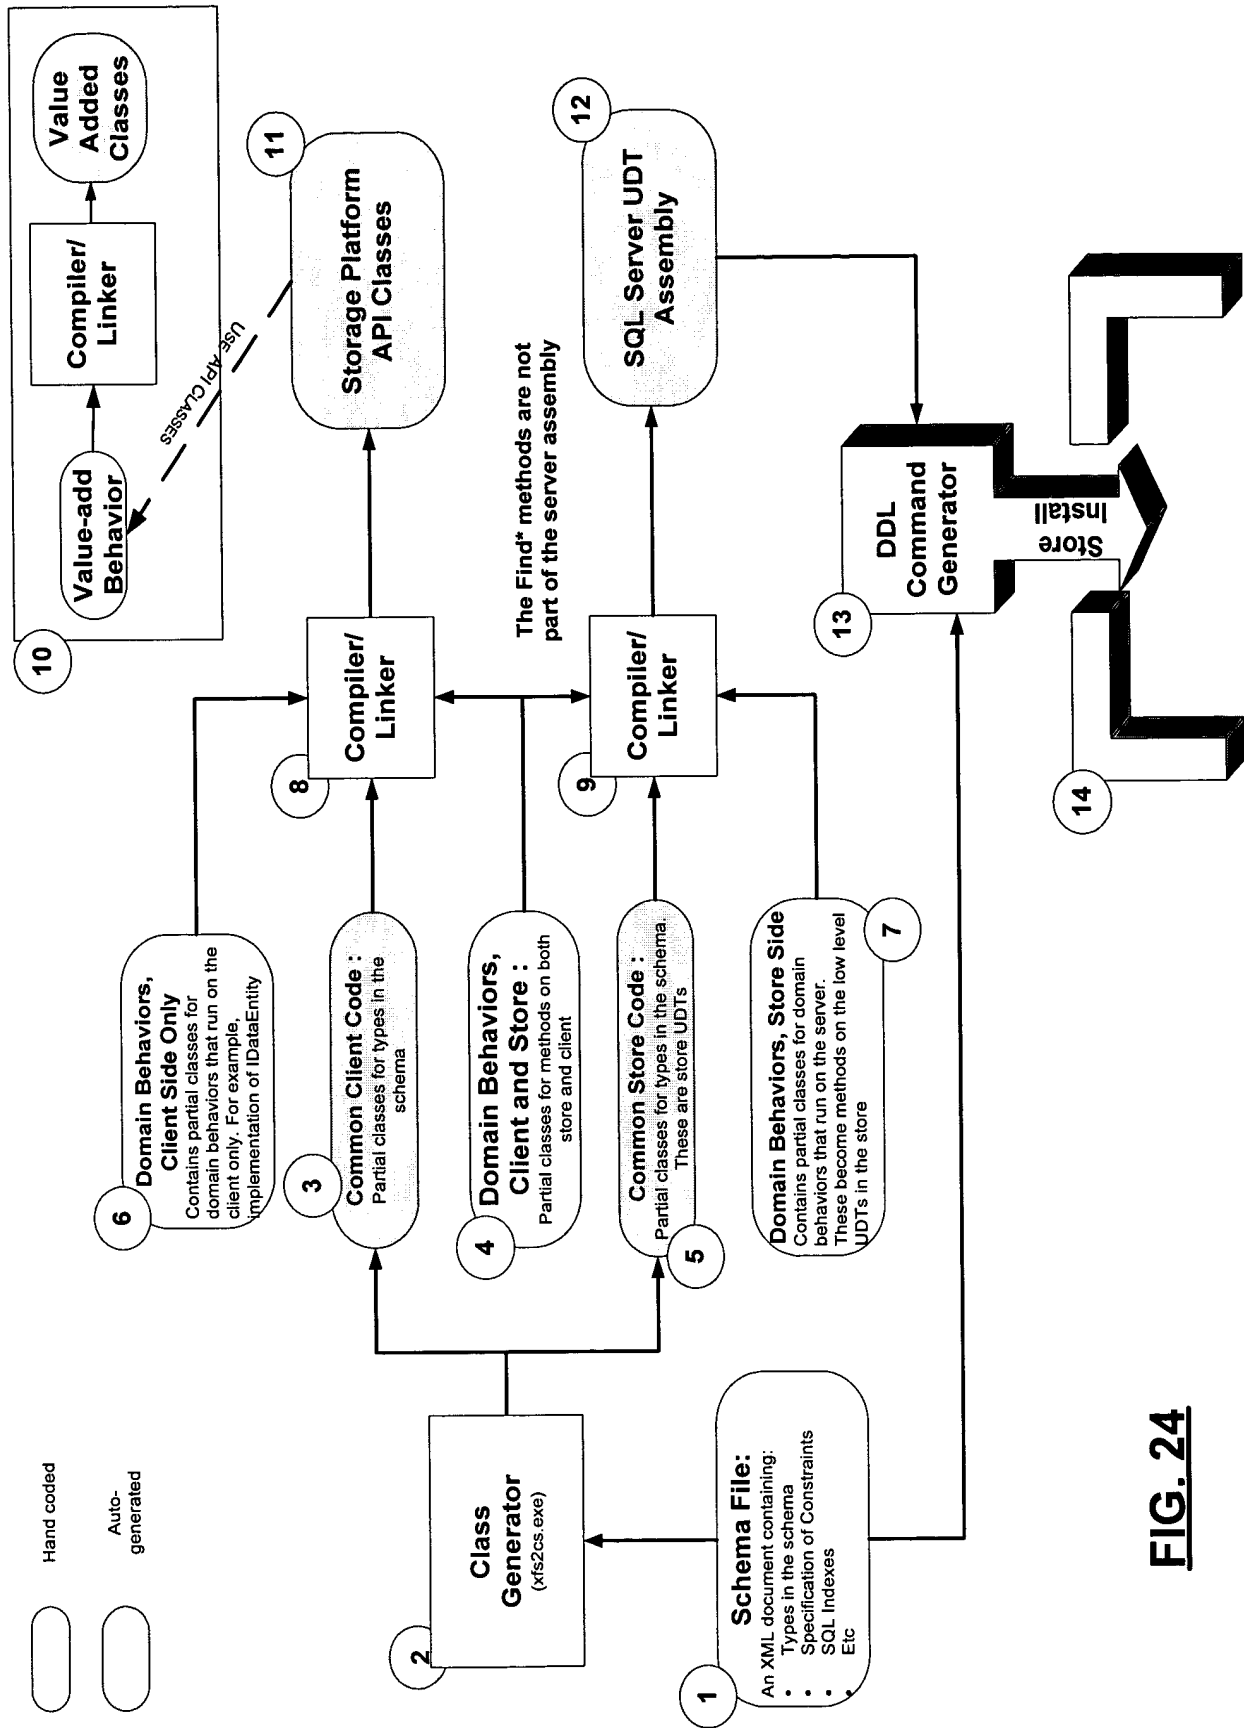 Hand coded
Auto-
generated
10
Value-add
Behavior
Compiler/
Linker
Value
Added
Classes
USE API CLASSES
6
Domain Behaviors,
Client Side Only
Contains partial classes for
domain behaviors that run on the
client only. For example,
implementation of IDataEntity
8
Compiler/
Linker
11
Storage Platform
API Classes
3
Common Client Code :
Partial classes for types in the
schema
2
Class
Generator
(xfs2cs.exe)
4
Domain Behaviors,
Client and Store :
Partial classes for methods on both
store and client
The Find* methods are not
part of the server assembly
5
Common Store Code :
Partial classes for types in the schema.
These are store UDTs
9
Compiler/
Linker
12
SQL Server UDT
Assembly
1
Schema File:
An XML document containing:
• Types in the schema
• Specification of Constraints
• SQL Indexes
• Etc
Domain Behaviors, Store Side
Contains partial classes for domain
behaviors that run on the server.
These become methods on the low level
UDTs in the store
7
13
DDL
Command
Generator
Store
Install
14
FIG. 24